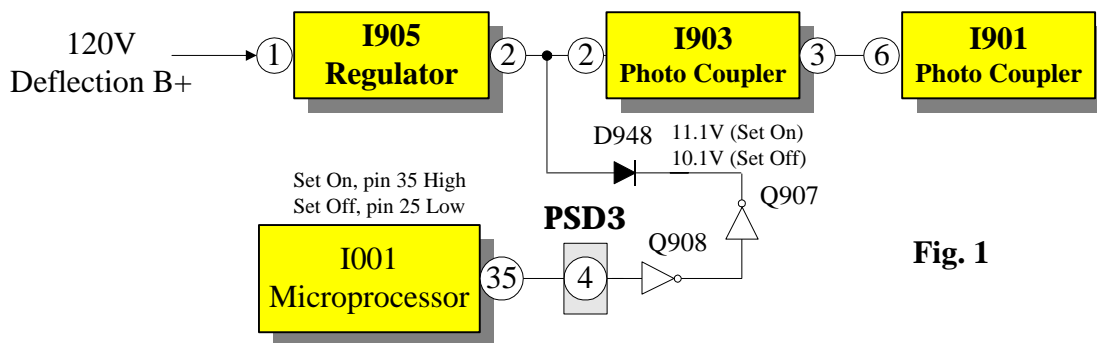 120V
Deflection B+
1
I905
Regulator
2
2
I903
Photo Coupler
3
6
I901
Photo Coupler
D948
11.1V (Set On)
10.1V (Set Off)
Q907
Set On, pin 35 High
Set Off, pin 25 Low
PSD3
Q908
I001
Microprocessor
35
4
Fig. 1